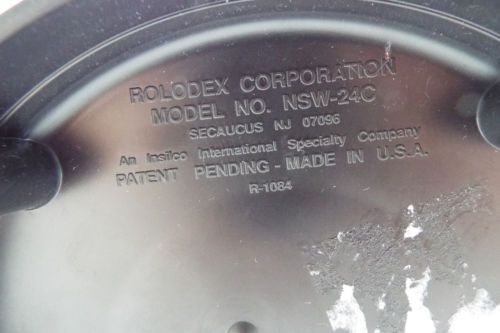 ROLODEX CORPORATION
MODEL NO. NSW-24C
SECAUCUS NJ 07096
An Insilco International Specialty Company
PATENT PENDING - MADE IN U.S.A.
R-1084